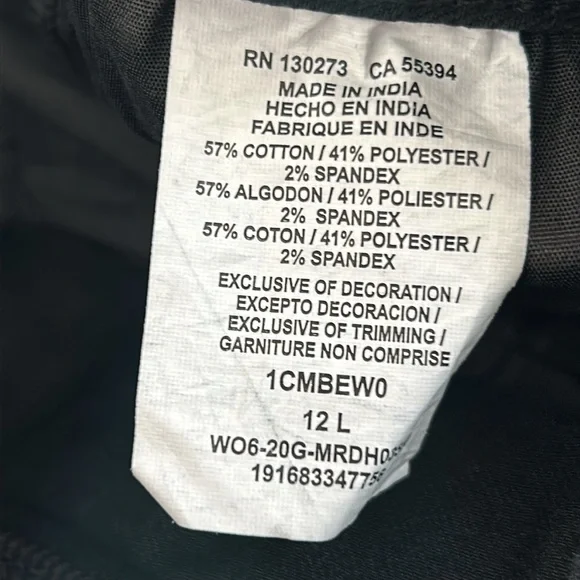 RN 130273 CA 55394
MADE IN INDIA
HECHO EN INDIA
FABRIQUE EN INDE
57% COTTON / 41% POLYESTER /
2% SPANDEX
57% ALGODON / 41% POLIESTER /
2% SPANDEX
57% COTON / 41% POLYESTER /
2% SPANDEX
EXCLUSIVE OF DECORATION /
EXCEPTO DECORACION /
EXCLUSIVE OF TRIMMING /
GARNITURE NON COMPRISE
1CMBEW0
12 L